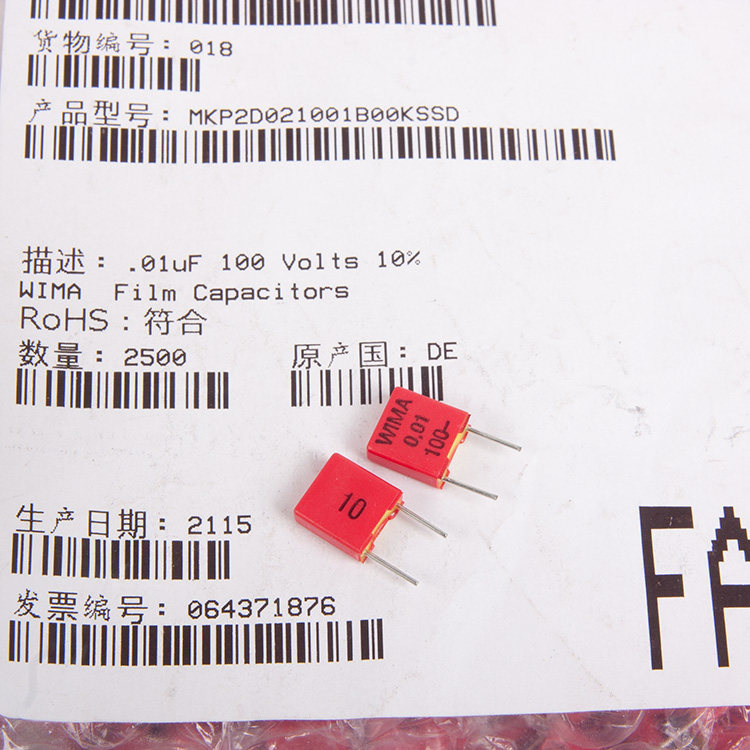 货物编号: 018
产品型号: MKP2D021001B00KSSD
描述: .01uF 100 Volts 10%
WIMA Film Capacitors
RoHS: 符合
数量: 2500
原产国: DE
WIMA
0.01
100-
10
生产日期: 2115
发票编号: 064371876
FA